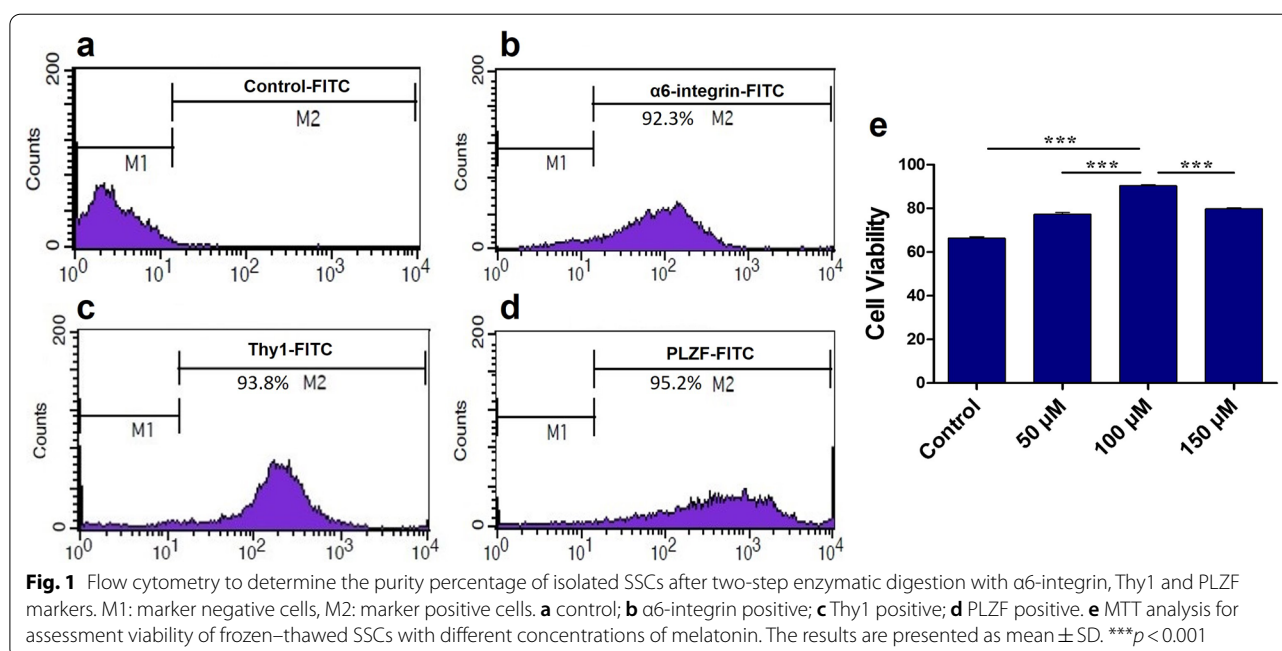 a
200
Control-FITC
M2
M1
Counts
0
10^0 10^1 10^2 10^3 10^4
b
200
α6-integrin-FITC
92.3% M2
M1
Counts
0
10^0 10^1 10^2 10^3 10^4
c
200
Thy1-FITC
93.8% M2
M1
Counts
0
10^0 10^1 10^2 10^3 10^4
d
200
PLZF-FITC
95.2% M2
M1
Counts
0
10^0 10^1 10^2 10^3 10^4
e
***
*** ***
100
80
60
40
20
0
Cell Viability
Control 50 µM 100 µM 150 µM
Fig. 1 Flow cytometry to determine the purity percentage of isolated SSCs after two-step enzymatic digestion with α6-integrin, Thy1 and PLZF
markers. M1: marker negative cells, M2: marker positive cells. a control; b α6-integrin positive; c Thy1 positive; d PLZF positive. e MTT analysis for
assessment viability of frozen–thawed SSCs with different concentrations of melatonin. The results are presented as mean ± SD. ***p < 0.001